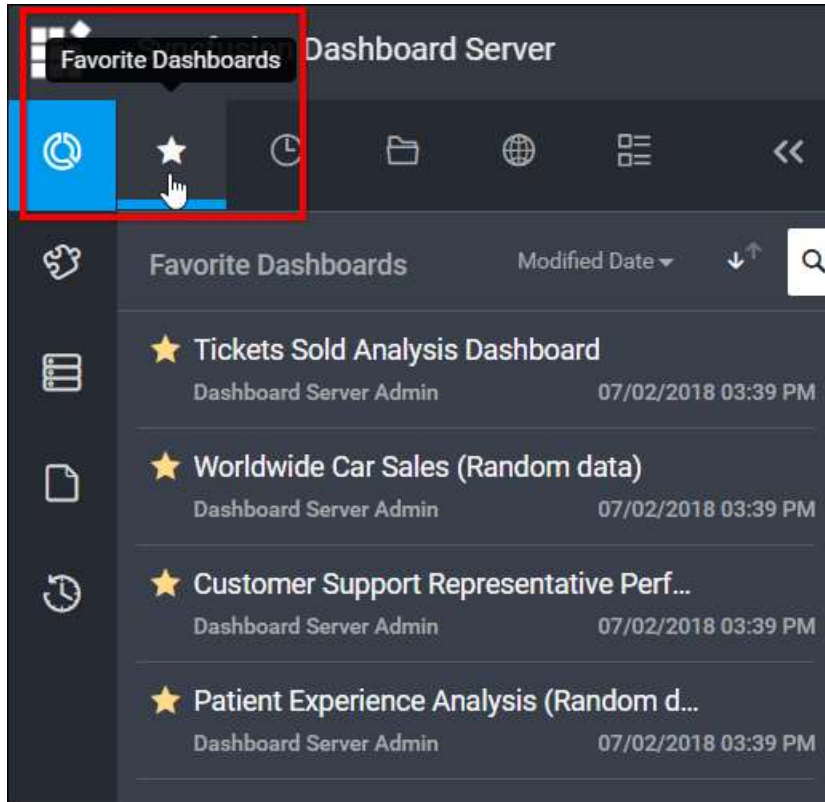 Dashboard Server
Favorite Dashboards
Favorite Dashboards Modified Date
Tickets Sold Analysis Dashboard
Dashboard Server Admin 07/02/2018 03:39 PM
Worldwide Car Sales (Random data)
Dashboard Server Admin 07/02/2018 03:39 PM
Customer Support Representative Perf...
Dashboard Server Admin 07/02/2018 03:39 PM
Patient Experience Analysis (Random d...
Dashboard Server Admin 07/02/2018 03:39 PM